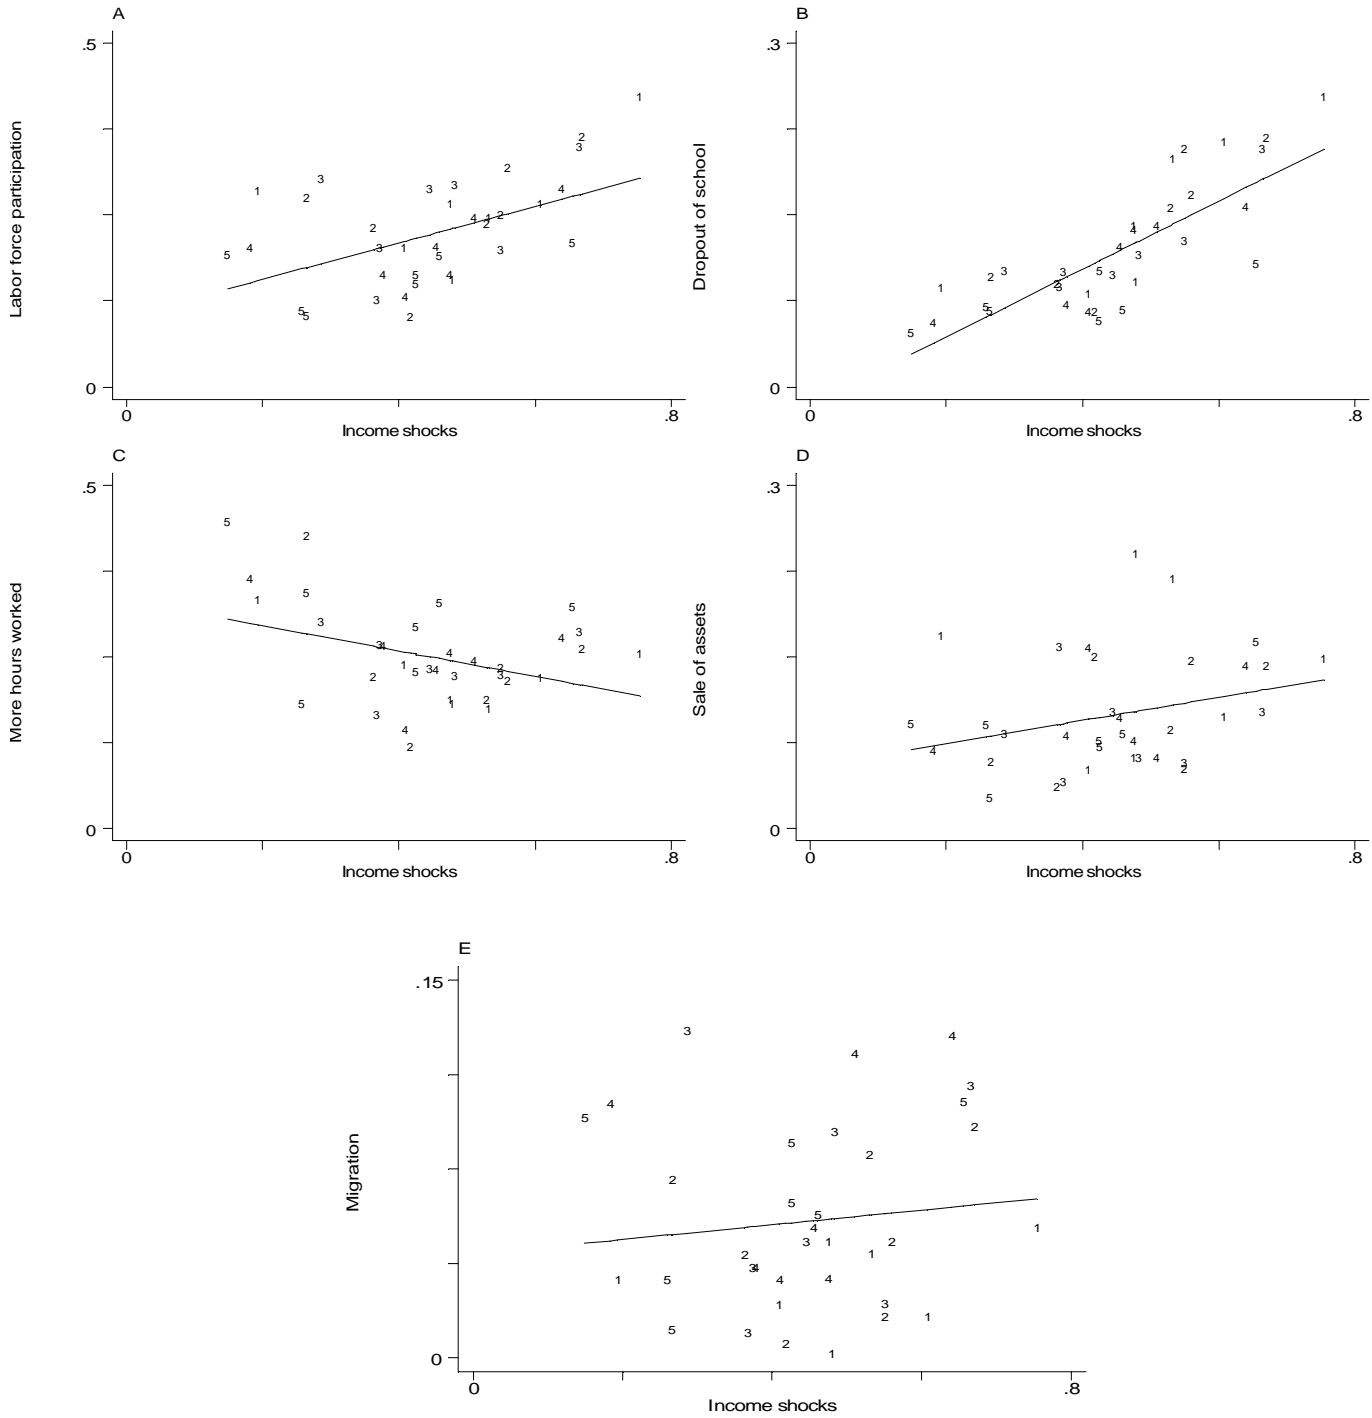 A
.5
Labor force participation
0
0 .8
Income shocks
B
.3
Dropout of school
0
0 .8
Income shocks
C
.5
More hours worked
0
0 .8
Income shocks
D
.3
Sale of assets
0
0 .8
Income shocks
E
.15
Migration
0
0 .8
Income shocks